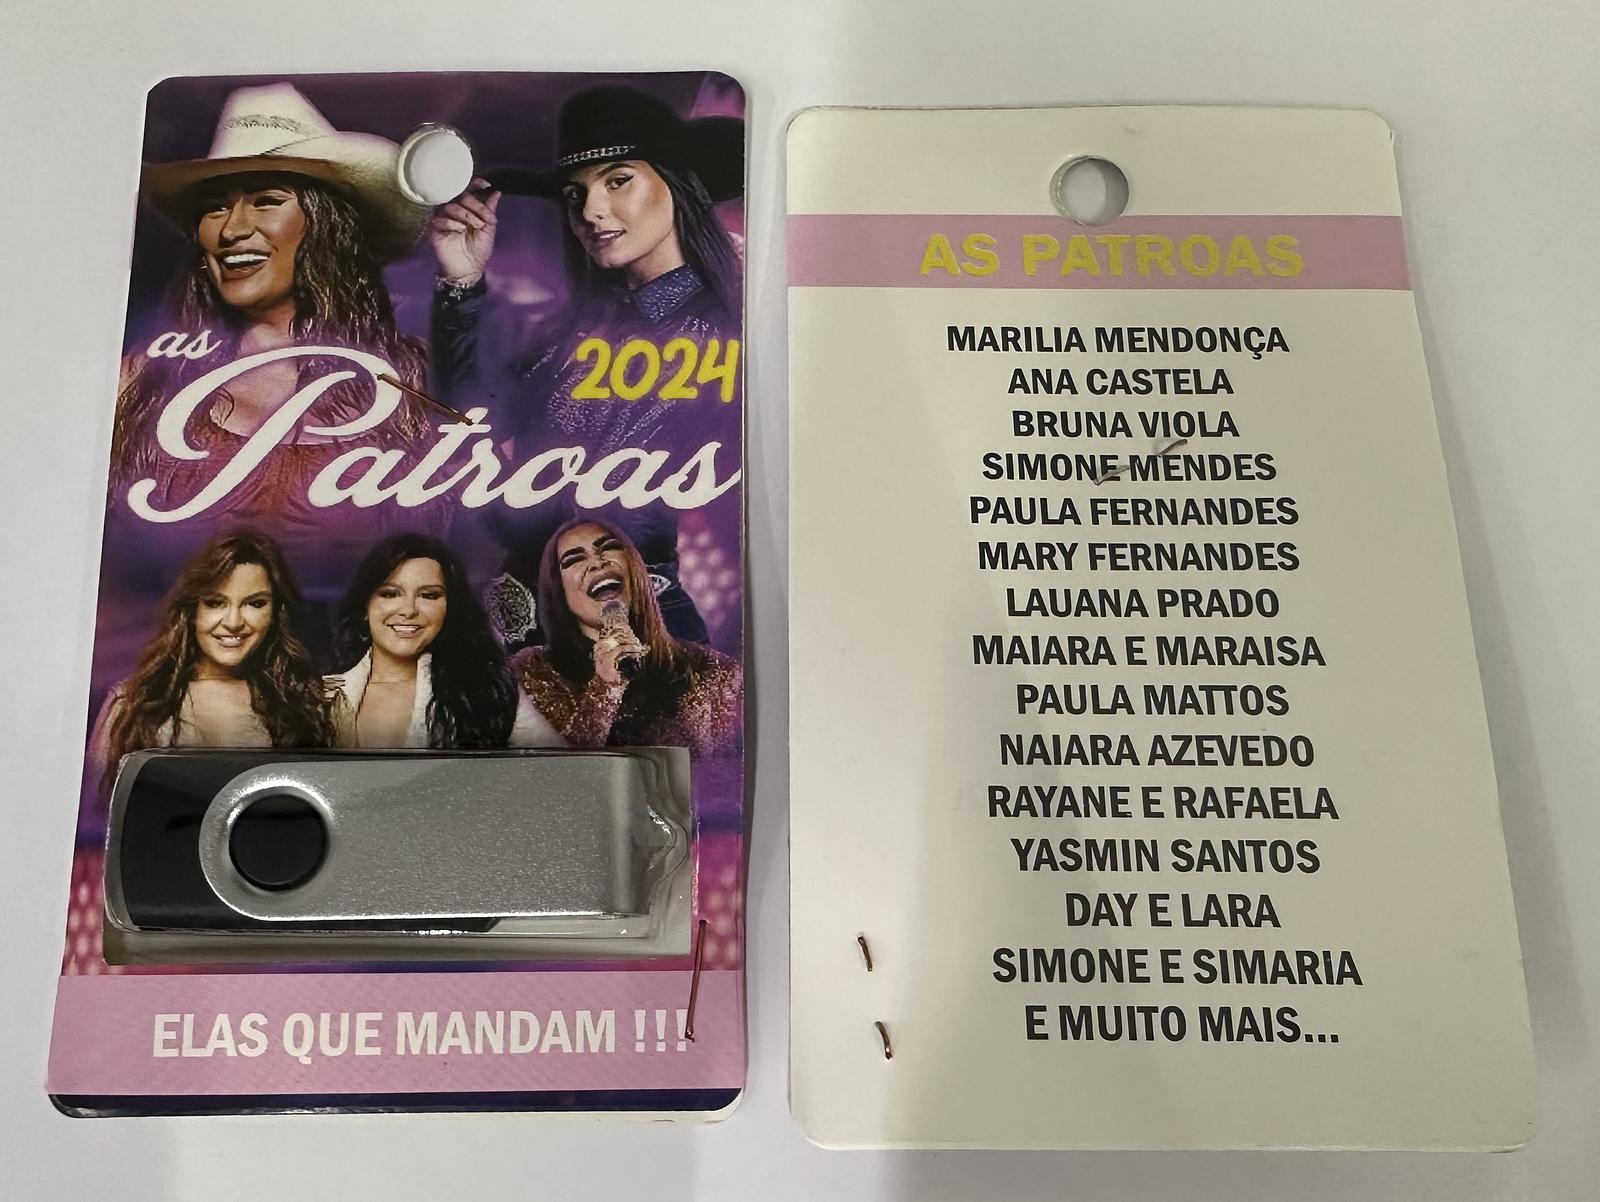 as
2024
Patroas
ELAS QUE MANDAM !!!
AS PATROAS
MARILIA MENDONÇA
ANA CASTELA
BRUNA VIOLA
SIMONE MENDES
PAULA FERNANDES
MARY FERNANDES
LAUANA PRADO
MAIARA E MARAISA
PAULA MATTOS
NAIARA AZEVEDO
RAYANE E RAFAELA
YASMIN SANTOS
DAY E LARA
SIMONE E SIMARIA
E MUITO MAIS...